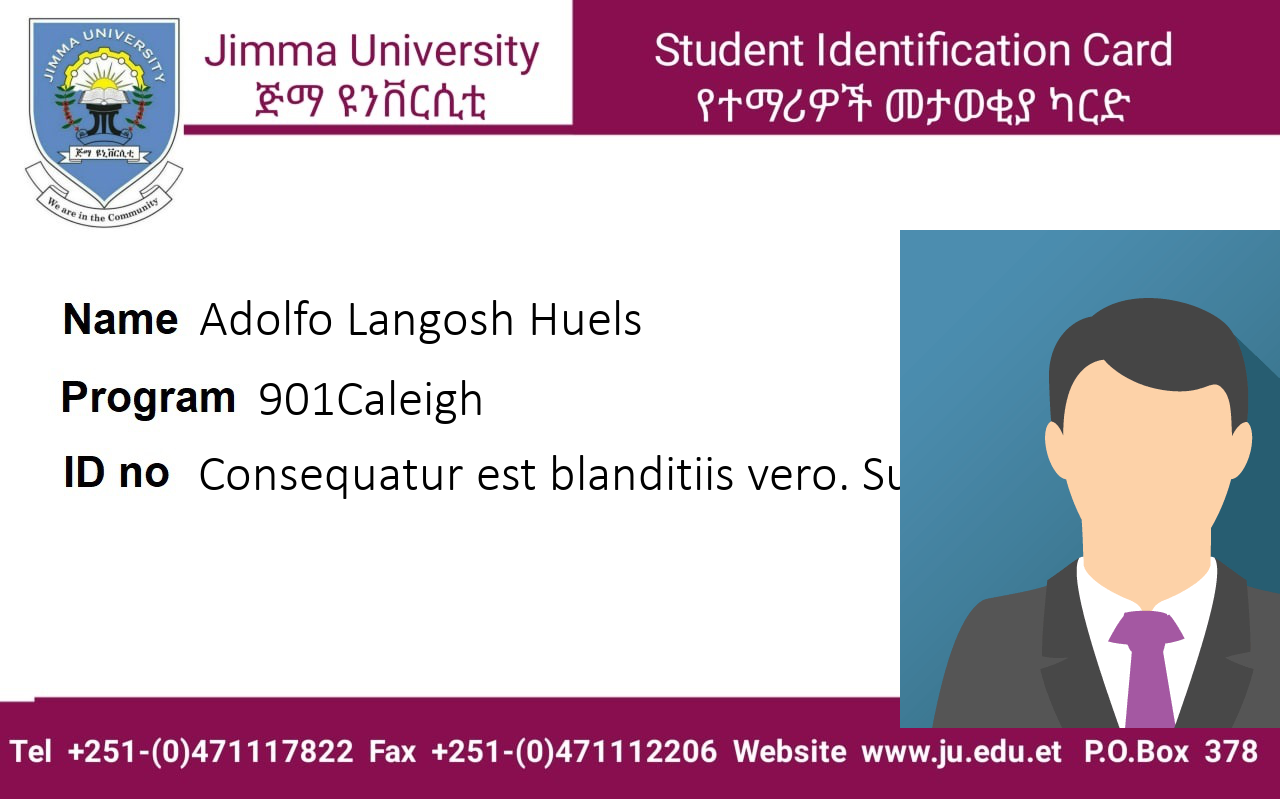 JIMMA UNIVERSITY
ጅማ ዩኒቨርሲቲ
We are in the Community
Jimma University
ጅማ ዩንቨርሲቲ
Student Identification Card
የተማሪዎች መታወቂያ ካርድ
Name Adolfo Langosh Huels
Program 901Caleigh
ID no Consequatur est blanditiis vero.
Tel +251-(0)471117822 Fax +251-(0)471112206 Website www.ju.edu.et P.O.Box 378